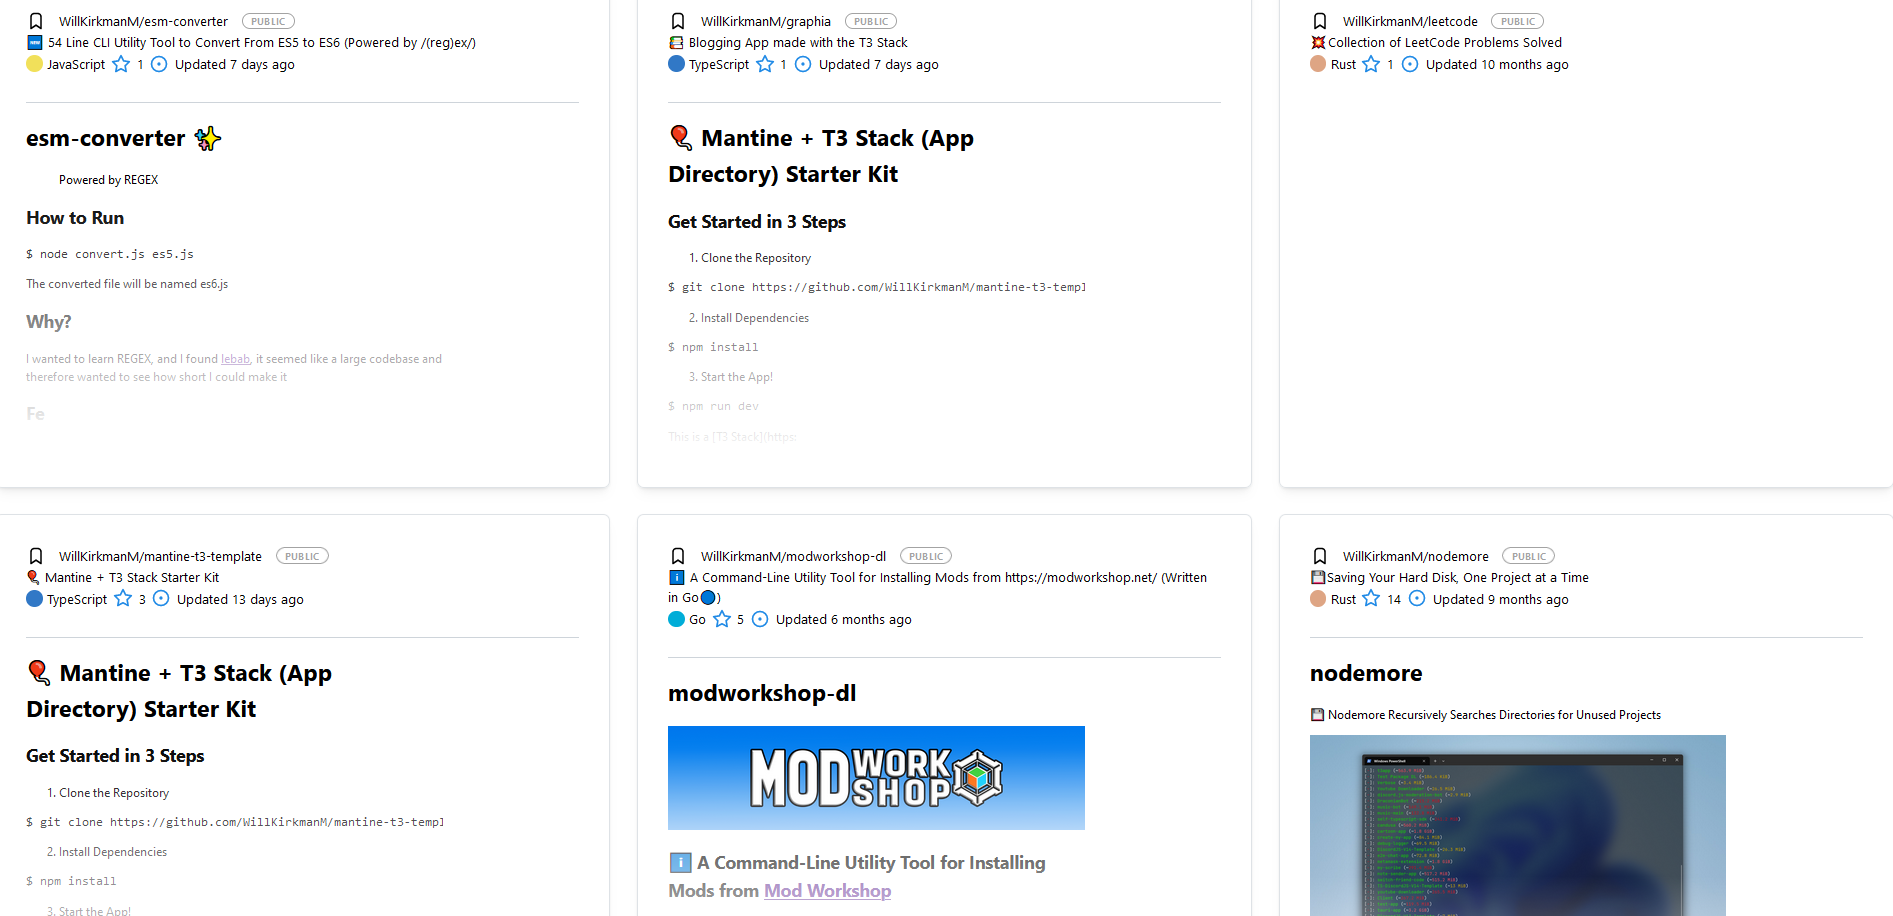 WillKirkmanM/esm-converter PUBLIC
54 Line CLI Utility Tool to Convert From ES5 to ES6 (Powered by /(reg)ex/)
JavaScript 1 Updated 7 days ago
esm-converter ✨
Powered by REGEX
How to Run
$ node convert.js es5.js
The converted file will be named es6.js
Why?
I wanted to learn REGEX, and I found lebab, it seemed like a large codebase and
therefore wanted to see how short I could make it
Fe
WillKirkmanM/graphia PUBLIC
Blogging App made with the T3 Stack
TypeScript 1 Updated 7 days ago
Mantine + T3 Stack (App
Directory) Starter Kit
Get Started in 3 Steps
1. Clone the Repository
$ git clone https://github.com/WillKirkmanM/mantine-t3-templ
2. Install Dependencies
$ npm install
3. Start the App!
$ npm run dev
This is a [T3 Stack](https:
WillKirkmanM/leetcode PUBLIC
Collection of LeetCode Problems Solved
Rust 1 Updated 10 months ago
WillKirkmanM/mantine-t3-template PUBLIC
Mantine + T3 Stack Starter Kit
TypeScript 3 Updated 13 days ago
Mantine + T3 Stack (App
Directory) Starter Kit
Get Started in 3 Steps
1. Clone the Repository
$ git clone https://github.com/WillKirkmanM/mantine-t3-templ
2. Install Dependencies
$ npm install
3. Start the App!
WillKirkmanM/modworkshop-dl PUBLIC
A Command-Line Utility Tool for Installing Mods from https://modworkshop.net/ (Written
in Go🔵)
Go 5 Updated 6 months ago
modworkshop-dl
MODWORKSHOP
A Command-Line Utility Tool for Installing
Mods from Mod Workshop
WillKirkmanM/nodemore PUBLIC
Saving Your Hard Disk, One Project at a Time
Rust 14 Updated 9 months ago
nodemore
Nodemore Recursively Searches Directories for Unused Projects
Windows PowerShell